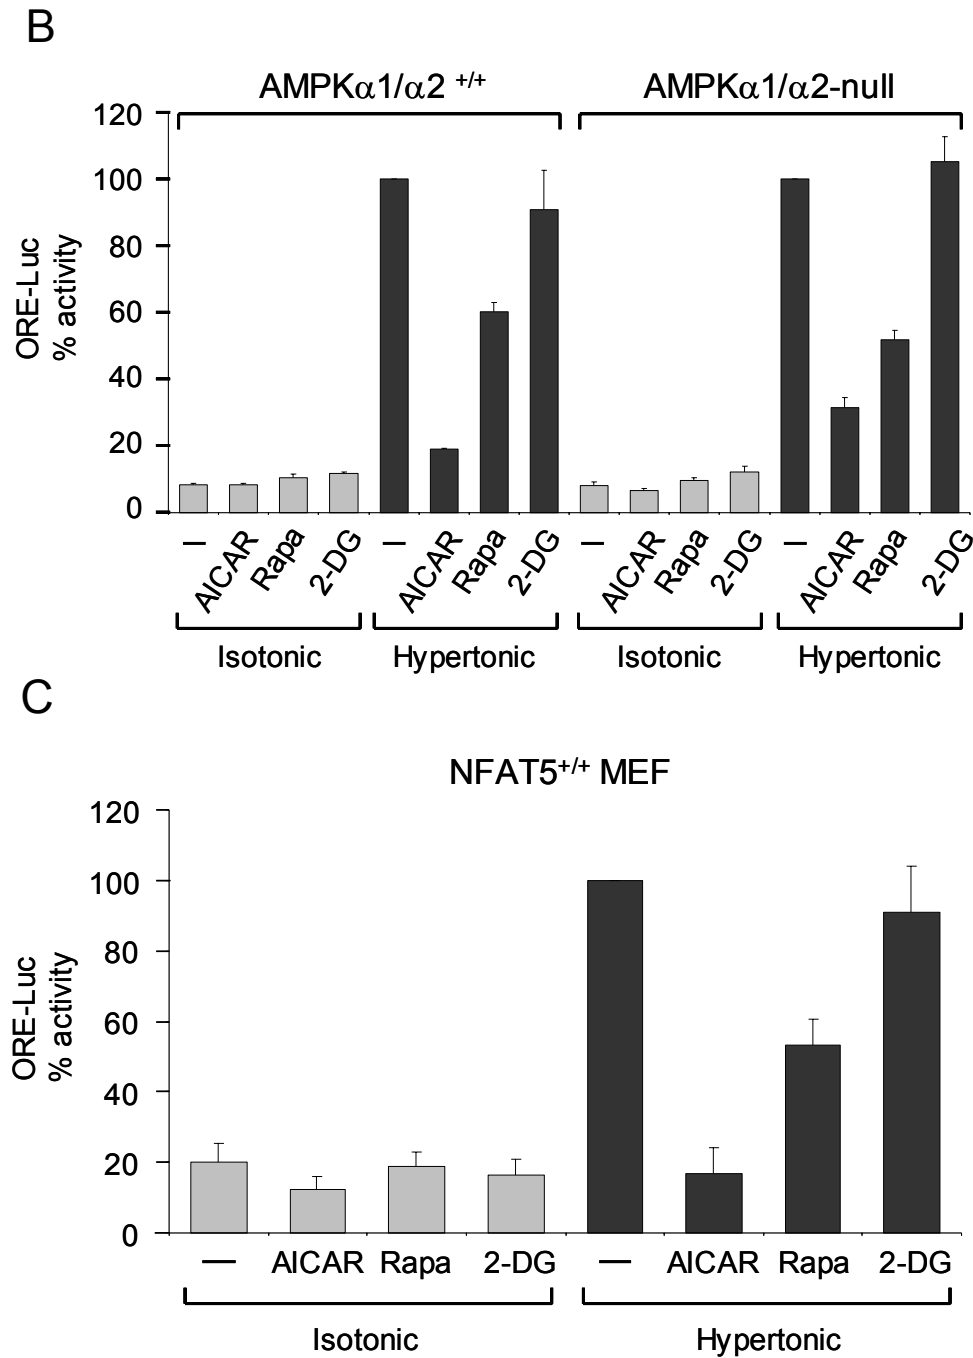 B
AMPKα1/α2 +/+ AMPKα1/α2-null
120
100
80
60
40
20
0
ORE-Luc
% activity
– AICAR Rapa 2-DG – AICAR Rapa 2-DG – AICAR Rapa 2-DG – AICAR Rapa 2-DG
Isotonic Hypertonic Isotonic Hypertonic
C
NFAT5+/+ MEF
120
100
80
60
40
20
0
ORE-Luc
% activity
— AICAR Rapa 2-DG — AICAR Rapa 2-DG
Isotonic Hypertonic